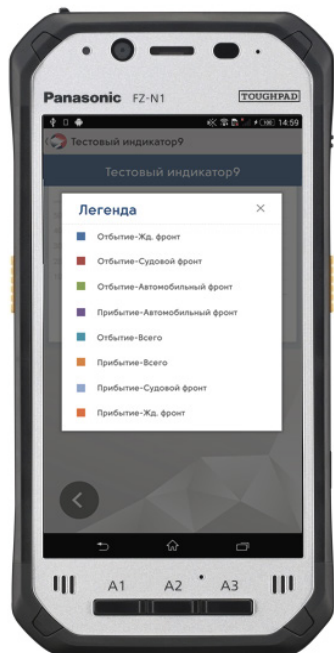 Panasonic FZ-N1 TOUGHPAD
14:59
Тестовый индикатор9
Тестовый индикатор9
Легенда
Отбытие-Жд. фронт
Отбытие-Судовой фронт
Отбытие-Автомобильный фронт
Прибытие-Автомобильный фронт
Отбытие-Всего
Прибытие-Всего
Прибытие-Судовой фронт
Прибытие-Жд. фронт
A1 A2 A3